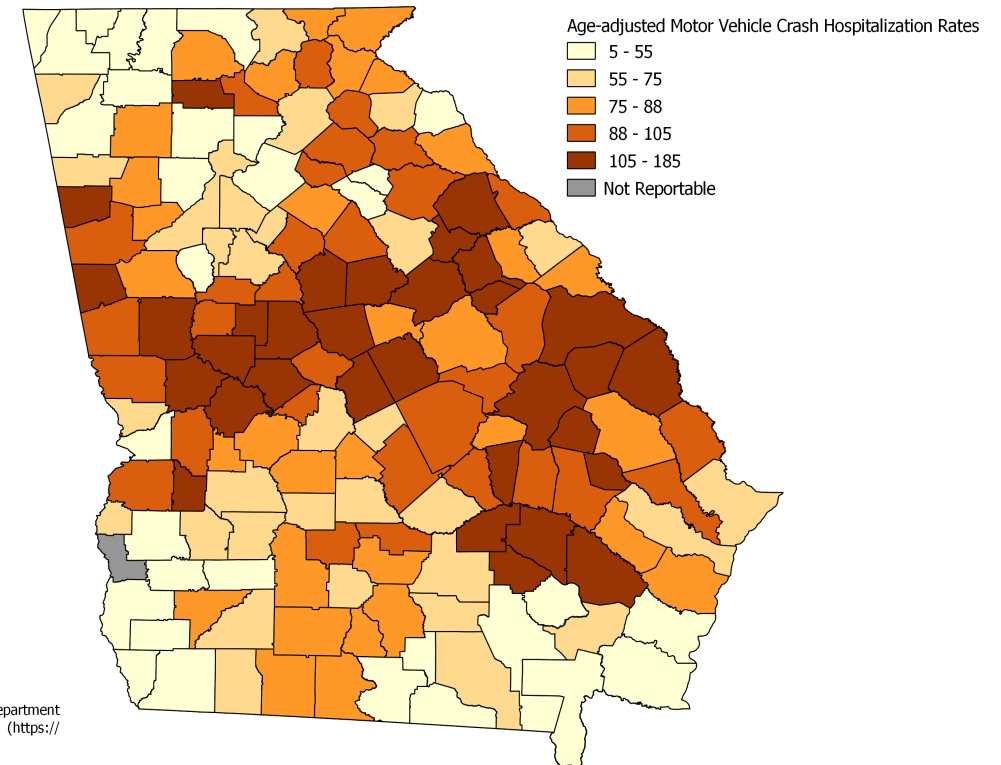 Age-adjusted Motor Vehicle Crash Hospitalization Rates
5 - 55
55 - 75
75 - 88
88 - 105
105 - 185
Not Reportable
epartment
(https://